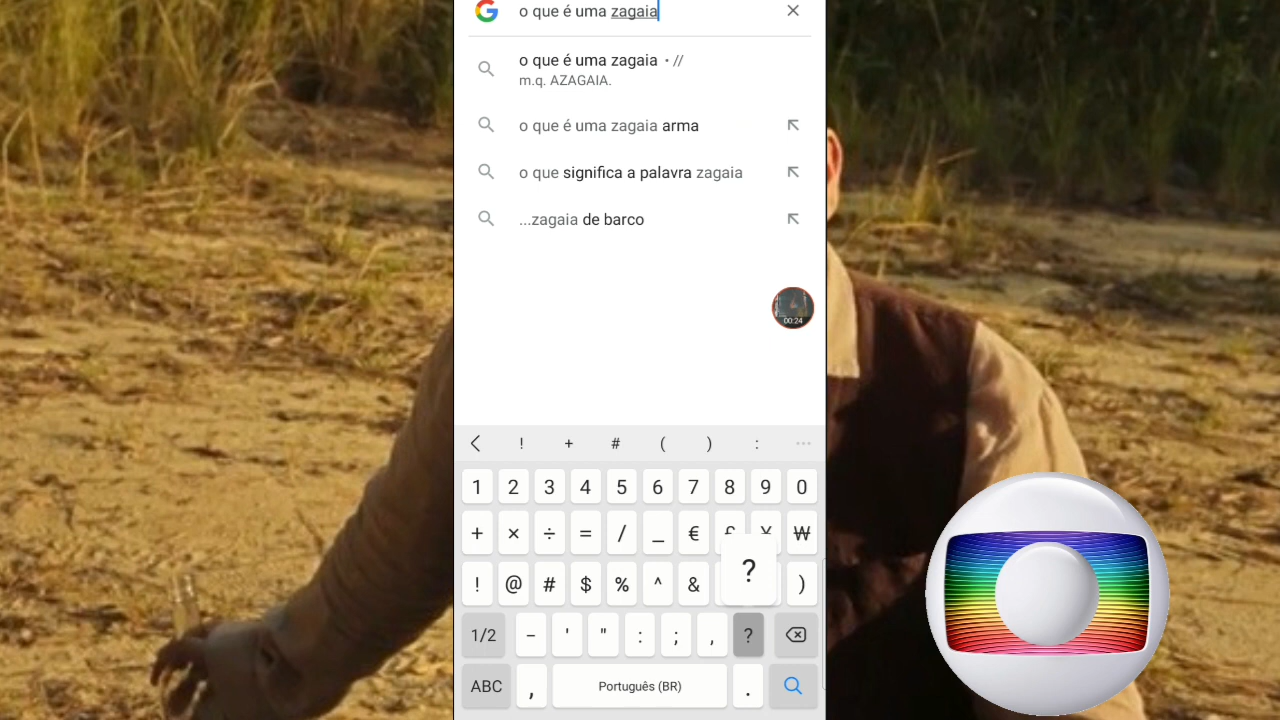 o que é uma zagaia
o que é uma zagaia • //
m.q. AZAGAIA.
o que é uma zagaia arma
o que significa a palavra zagaia
...zagaia de barco
00:24
! + # ( ) : ...
1 2 3 4 5 6 7 8 9 0
+ × ÷ = / _ € £ ¥ ₩
! @ # $ % ^ & ? )
1/2 - ' " : ; , ?
ABC , Português (BR) .